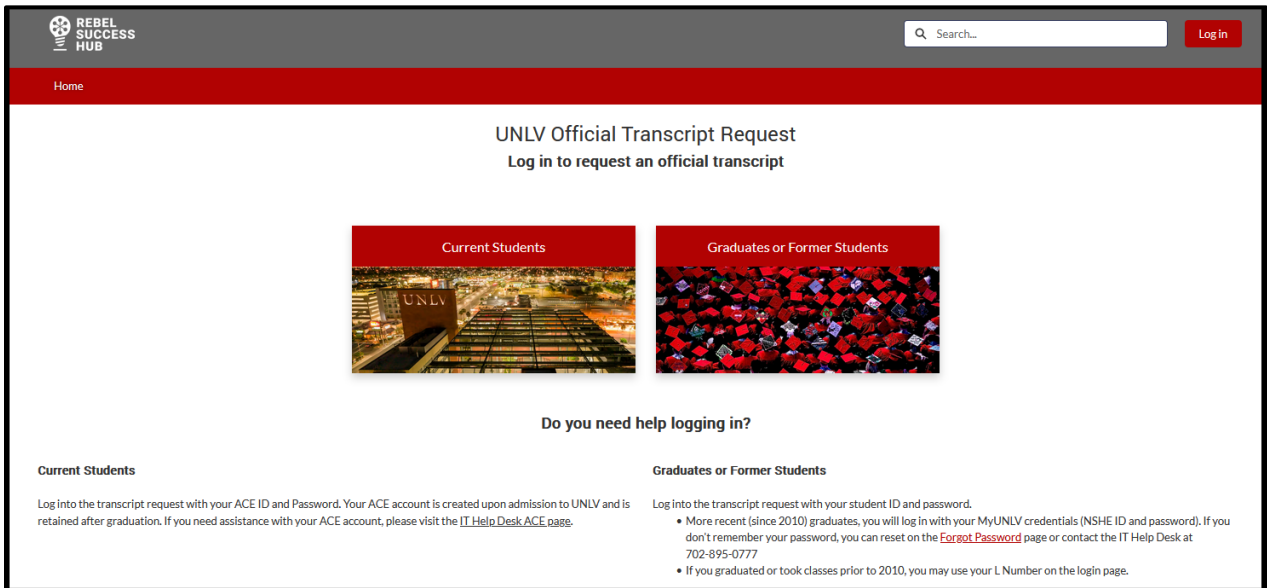 REBEL
SUCCESS
HUB
Search...
Log in
Home
UNLV Official Transcript Request
Log in to request an official transcript
Current Students
Graduates or Former Students
UNLV
Do you need help logging in?
Current Students
Log into the transcript request with your ACE ID and Password. Your ACE account is created upon admission to UNLV and is
retained after graduation. If you need assistance with your ACE account, please visit the IT Help Desk ACE page.
Graduates or Former Students
Log into the transcript request with your student ID and password.
• More recent (since 2010) graduates, you will log in with your MyUNLV credentials (NSHE ID and password). If you
don't remember your password, you can reset on the Forgot Password page or contact the IT Help Desk at
702-895-0777
• If you graduated or took classes prior to 2010, you may use your L Number on the login page.